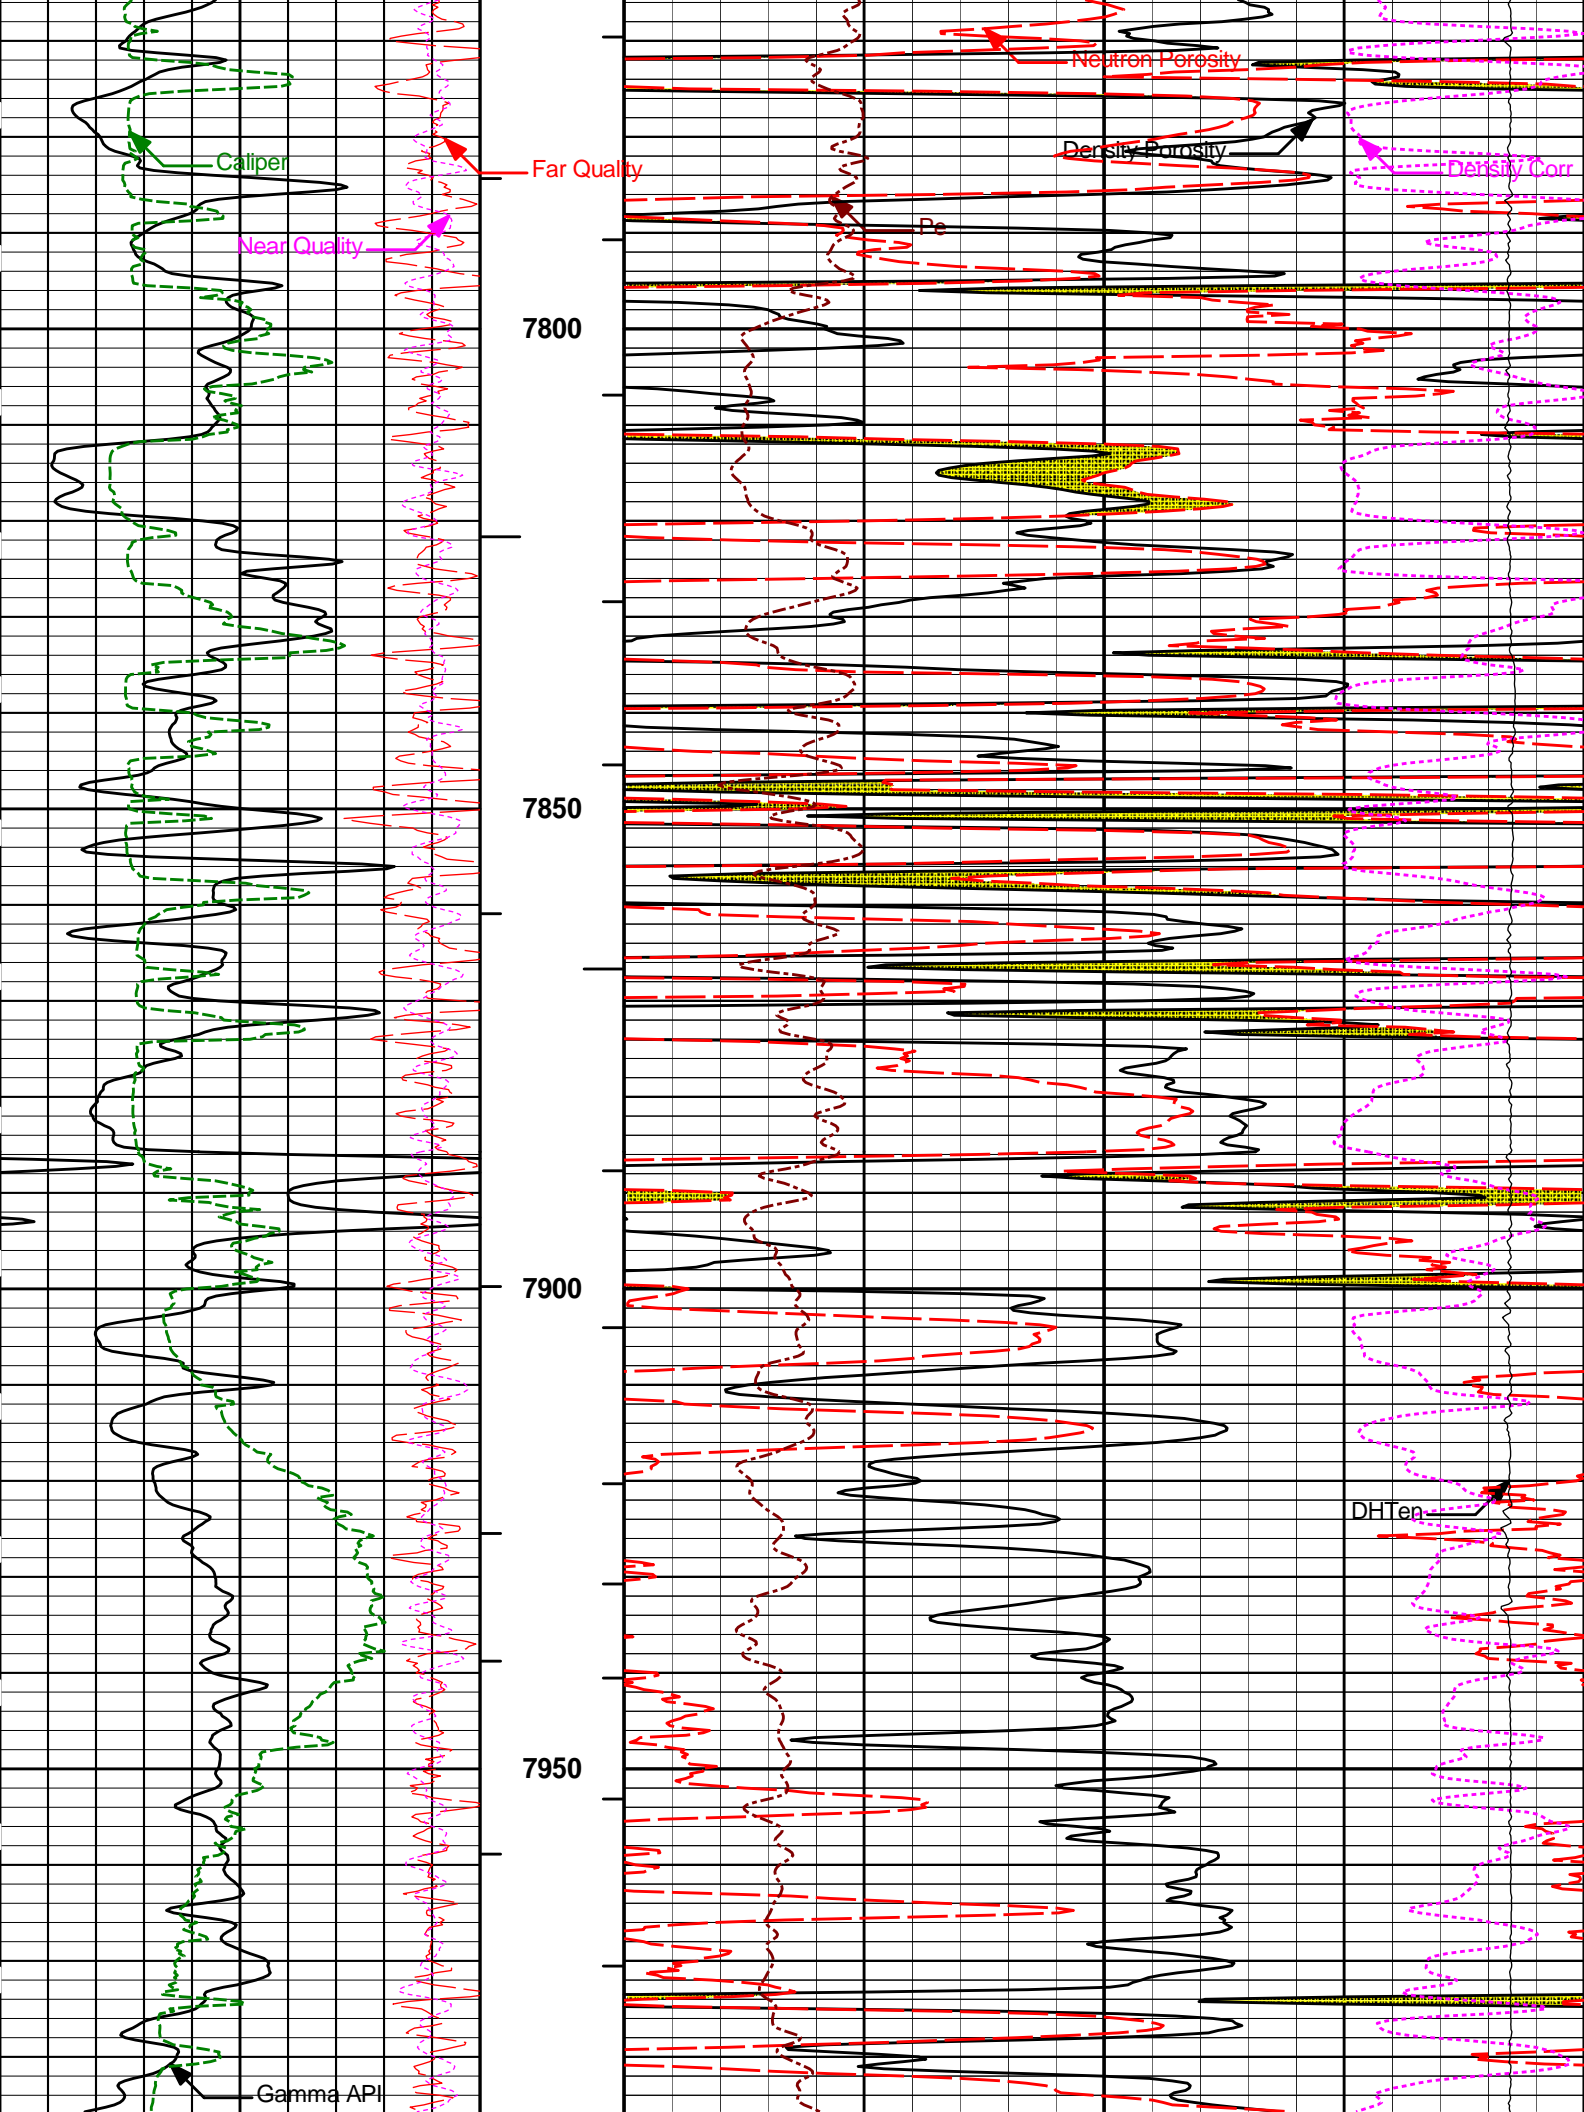 Neutron Porosity
Density Porosity
Caliper
Far Quality
Density Corr
Pe
Near Quality
7800
7850
7900
DHTen
7950
Gamma API